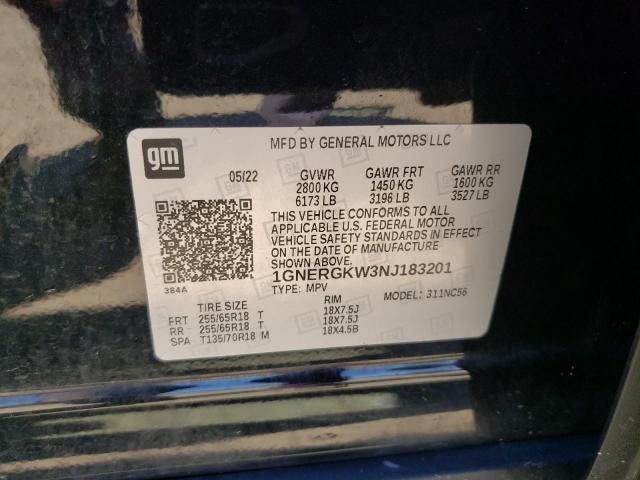 gm
MFD BY GENERAL MOTORS LLC
05/22 GVWR GAWR FRT GAWR RR
2800 KG 1450 KG 1600 KG
6173 LB 3196 LB 3527 LB
THIS VEHICLE CONFORMS TO ALL
APPLICABLE U.S. FEDERAL MOTOR
VEHICLE SAFETY STANDARDS IN EFFECT
ON THE DATE OF MANUFACTURE
SHOWN ABOVE.
1GNERGKW3NJ183201
384A
TYPE: MPV MODEL: 311NC56
TIRE SIZE RIM
FRT 255/65R18 T 18X7.5J
RR 255/65R18 T 18X7.5J
SPA T135/70R18 M 18X4.5B